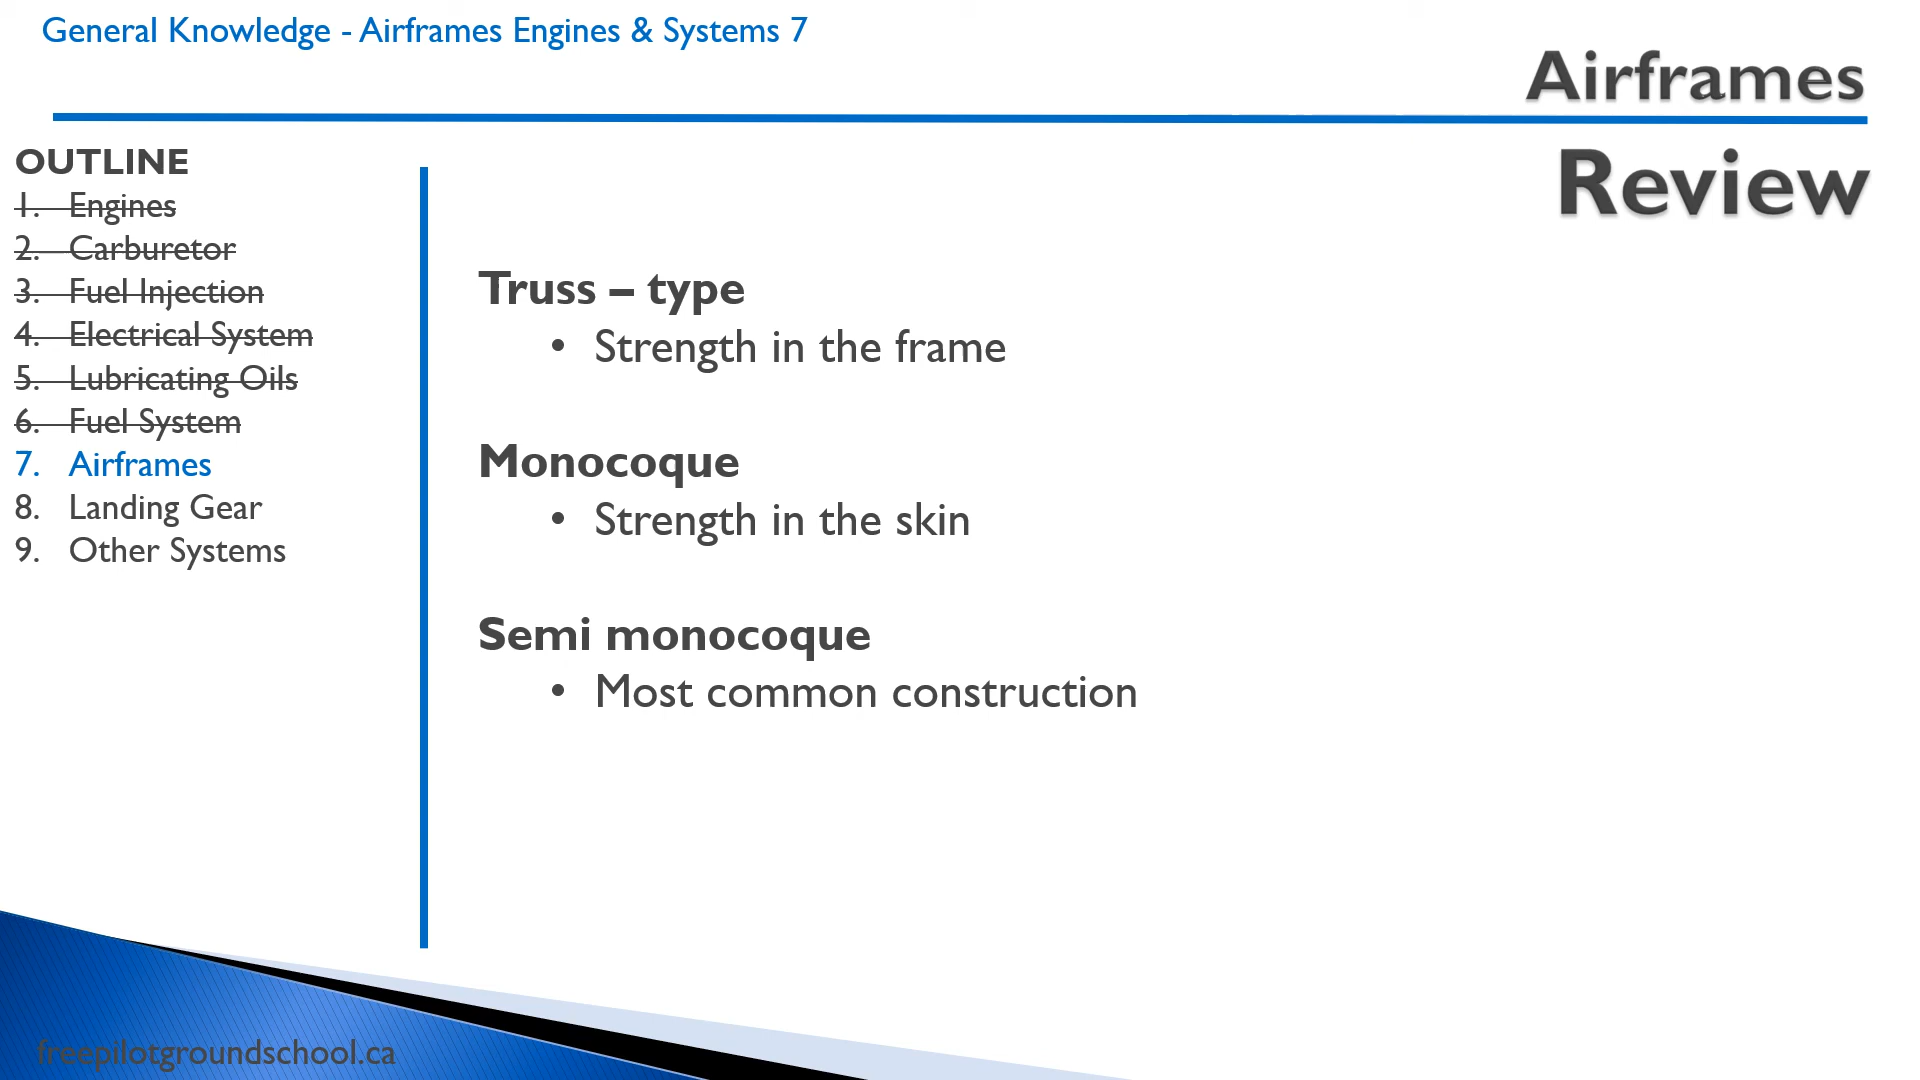 General Knowledge - Airframes Engines & Systems 7
Airframes
Review
OUTLINE
1. Engines
2. Carburetor
3. Fuel Injection
4. Electrical System
5. Lubricating Oils
6. Fuel System
7. Airframes
8. Landing Gear
9. Other Systems
Truss – type
• Strength in the frame
Monocoque
• Strength in the skin
Semi monocoque
• Most common construction
freepilotgroundschool.ca